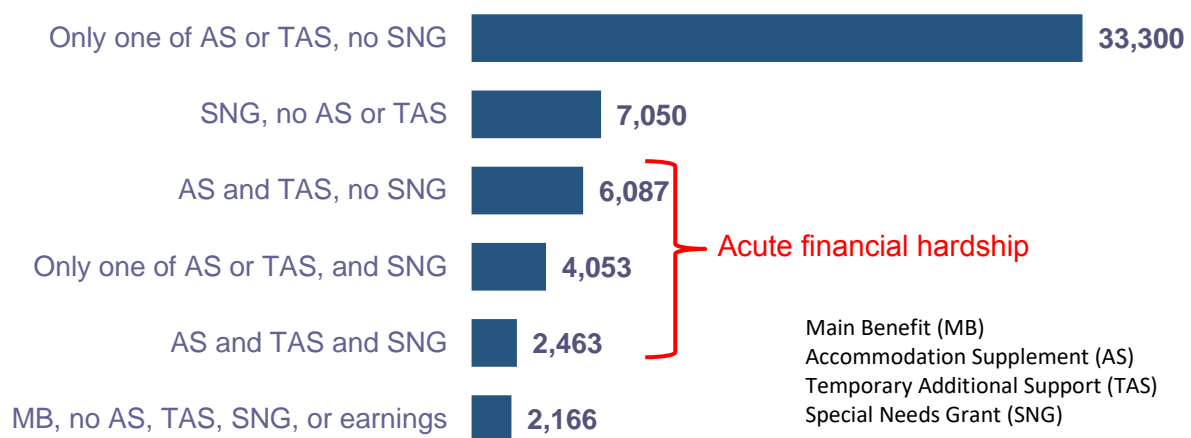 Only one of AS or TAS, no SNG 33,300
SNG, no AS or TAS 7,050
AS and TAS, no SNG 6,087
Acute financial hardship
Only one of AS or TAS, and SNG 4,053
AS and TAS and SNG 2,463
MB, no AS, TAS, SNG, or earnings 2,166
Main Benefit (MB)
Accommodation Supplement (AS)
Temporary Additional Support (TAS)
Special Needs Grant (SNG)